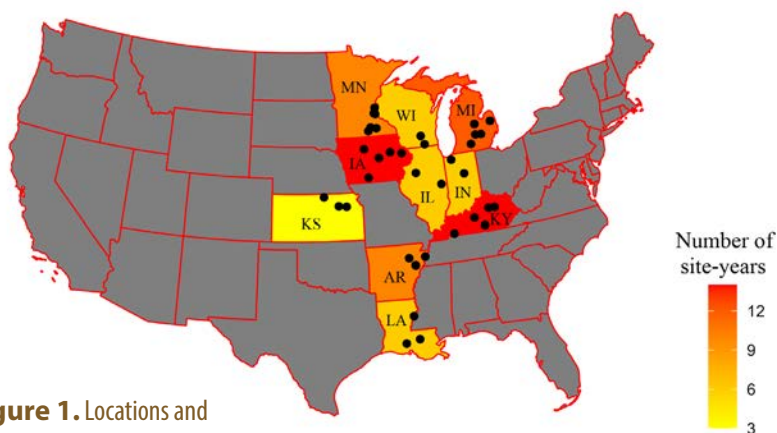 MN
WI
MI
IA
IL
IN
KS
KY
AR
LA
Number of
site-years
12
9
6
3
gure 1. Locations and